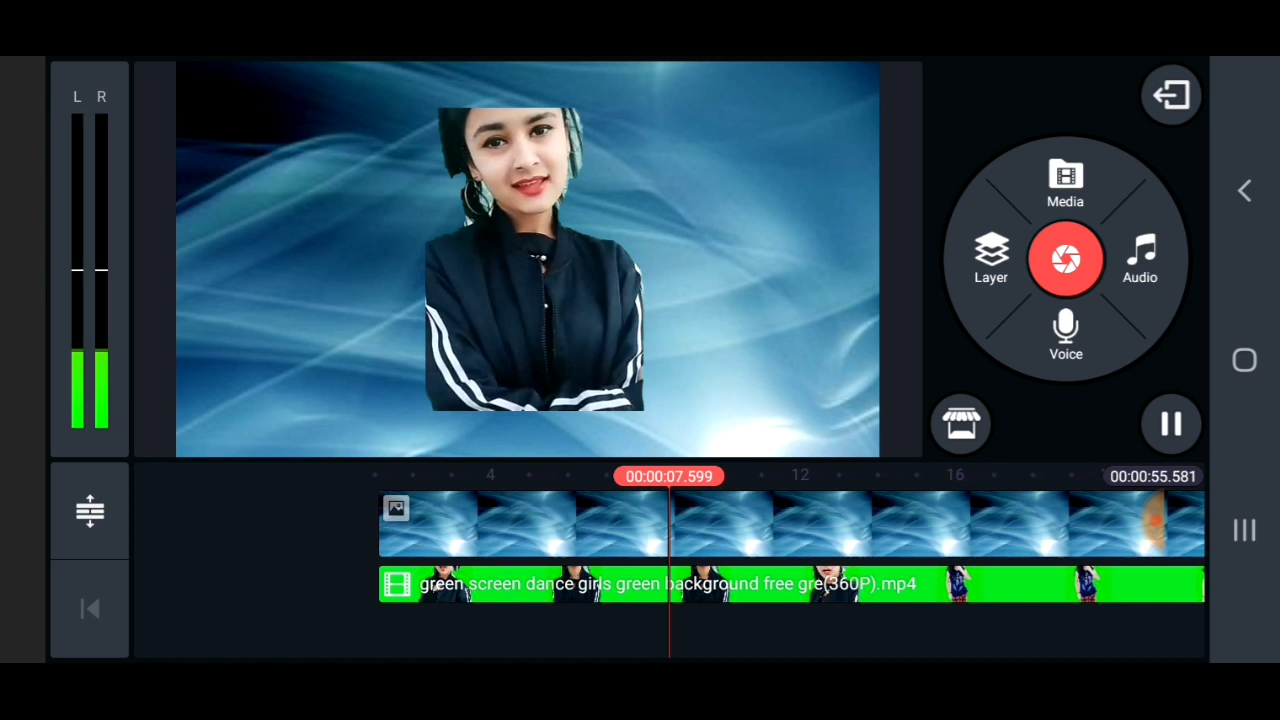 L R
Media
Layer
Audio
Voice
4
00:00:07.599
12
16
00:00:55.581
green screen dance girls green background free gre(360P).mp4